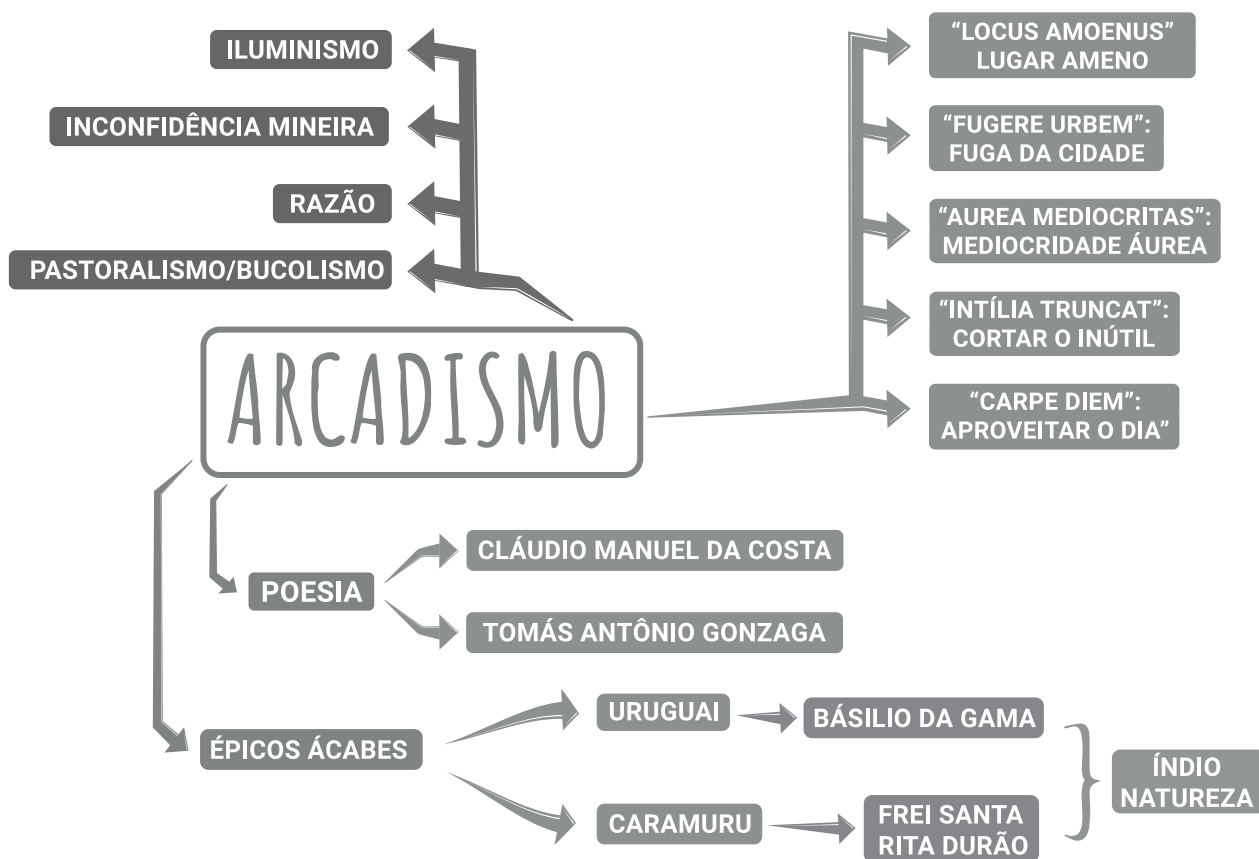 ILUMINISMO
INCONFIDÊNCIA MINEIRA
RAZÃO
PASTORALISMO/BUCOLISMO
"LOCUS AMOENUS"
LUGAR AMENO
"FUGERE URBEM":
FUGA DA CIDADE
"AUREA MEDIOCRITAS":
MEDIOCRIDADE ÁUREA
"INTÍLIA TRUNCAT":
CORTAR O INÚTIL
"CARPE DIEM":
APROVEITAR O DIA"
ARCADISMO
POESIA
CLÁUDIO MANUEL DA COSTA
TOMÁS ANTÔNIO GONZAGA
ÉPICOS ÁCABES
URUGUAI
BÁSILIO DA GAMA
CARAMURU
FREI SANTA
RITA DURÃO
ÍNDIO
NATUREZA